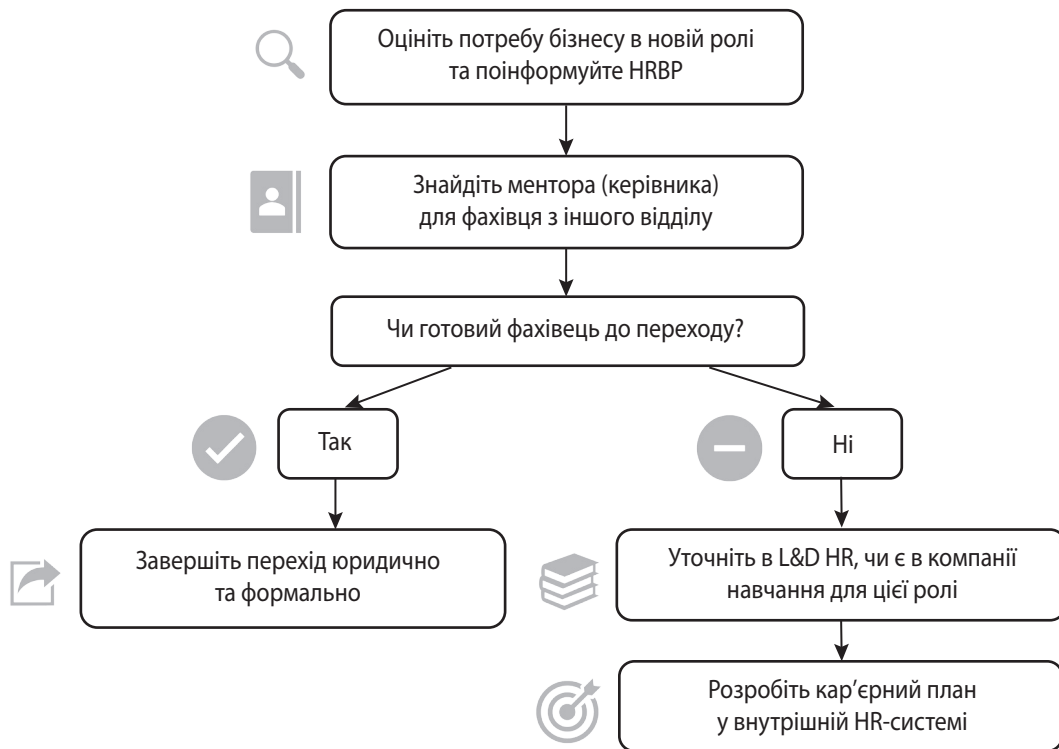 Оцініть потребу бізнесу в новій ролі
та поінформуйте HRBP
Знайдіть ментора (керівника)
для фахівця з іншого відділу
Чи готовий фахівець до переходу?
Так
Ні
Завершіть перехід юридично
та формально
Уточніть в L&D HR, чи є в компанії
навчання для цієї ролі
Розробіть кар’єрний план
у внутрішній HR-системі